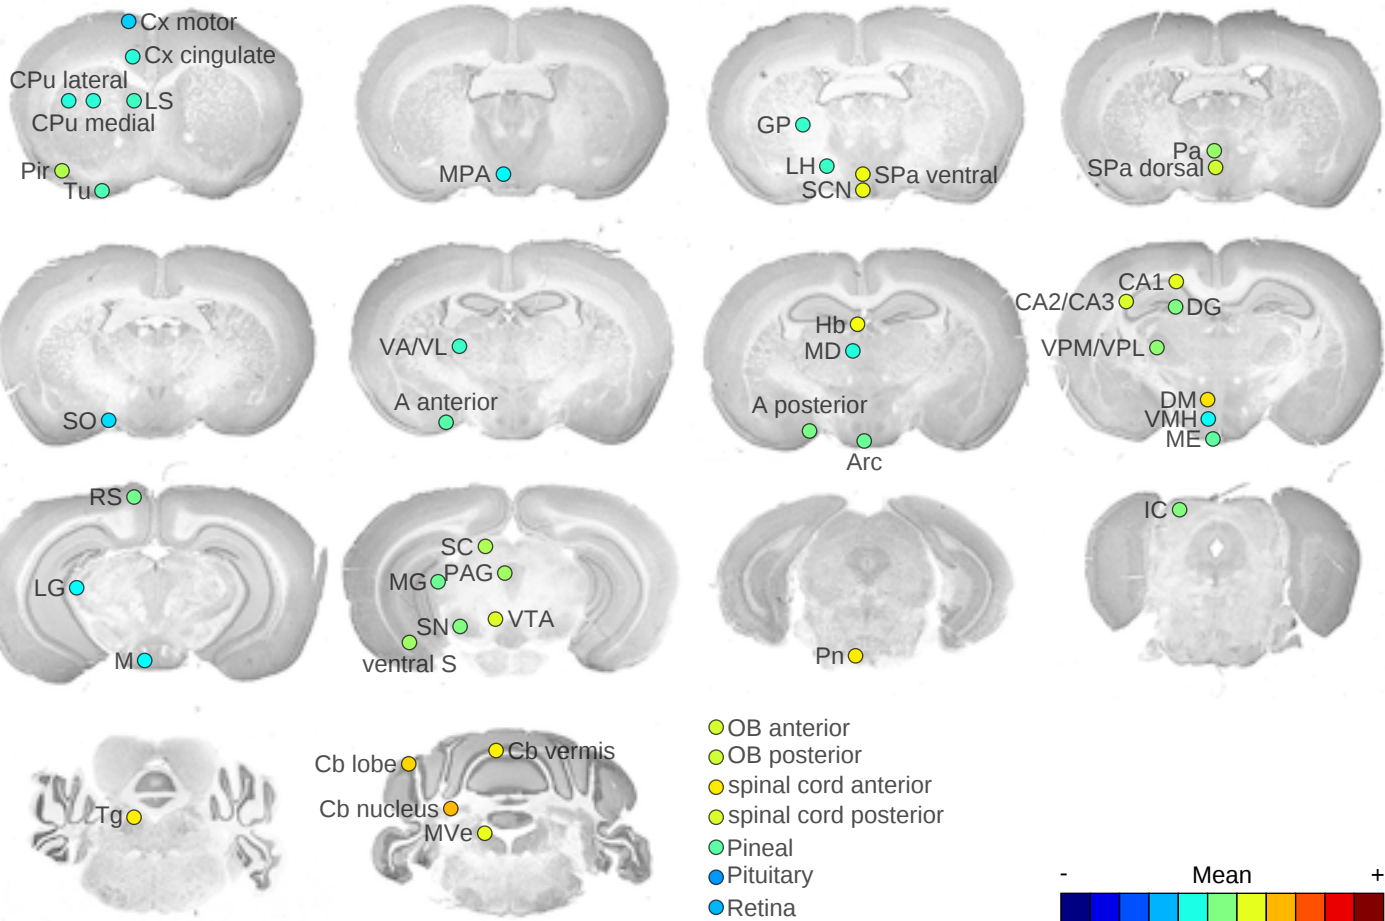 Cx motor
Cx cingulate
CPu lateral
LS
CPu medial
Pir
Tu
MPA
GP
LH
SPa ventral
SCN
Pa
SPa dorsal
SO
VA/VL
A anterior
Hb
MD
A posterior
Arc
CA1
CA2/CA3
DG
VPM/VPL
DM
VMH
ME
RS
LG
M
SC
PAG
MG
SN
VTA
ventral S
Pn
IC
Tg
Cb lobe
Cb vermis
Cb nucleus
MVe
OB anterior
OB posterior
spinal cord anterior
spinal cord posterior
Pineal
Pituitary
Retina
- Mean +